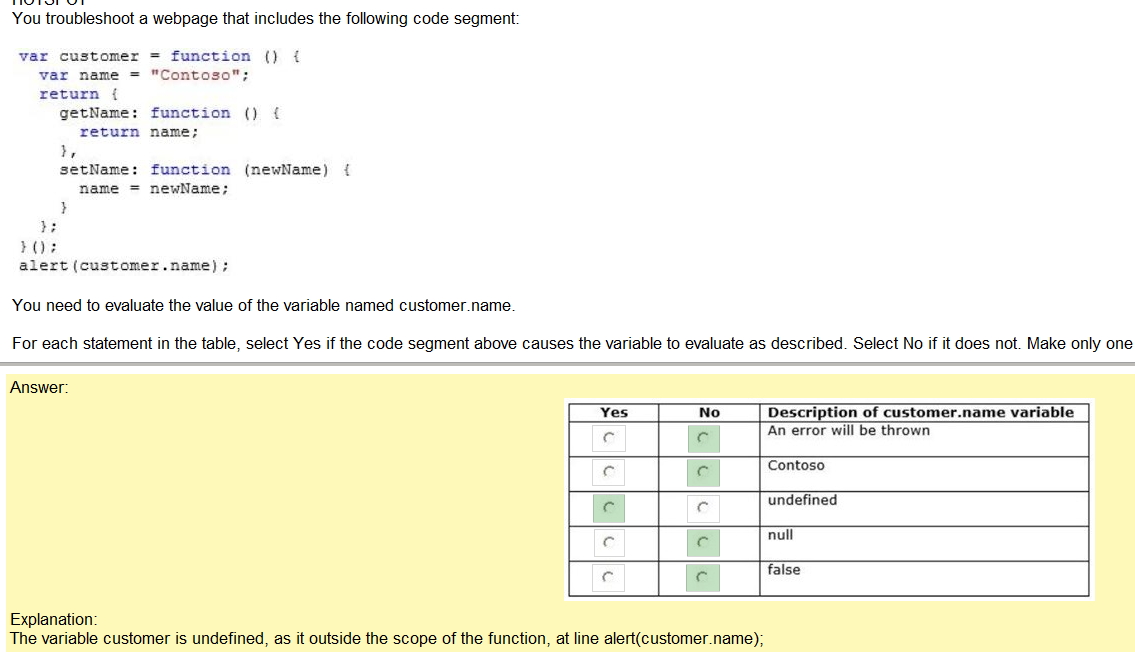 HOTSPOT
You troubleshoot a webpage that includes the following code segment:
var customer = function () {
var name = "Contoso";
return {
getName: function () {
return name;
},
setName: function (newName) {
name = newName;
}
};
}();
alert(customer.name);
You need to evaluate the value of the variable named customer.name.
For each statement in the table, select Yes if the code segment above causes the variable to evaluate as described. Select No if it does not. Make only one
Answer:
Yes No Description of customer.name variable
An error will be thrown
Contoso
undefined
null
false
Explanation:
The variable customer is undefined, as it outside the scope of the function, at line alert(customer.name);